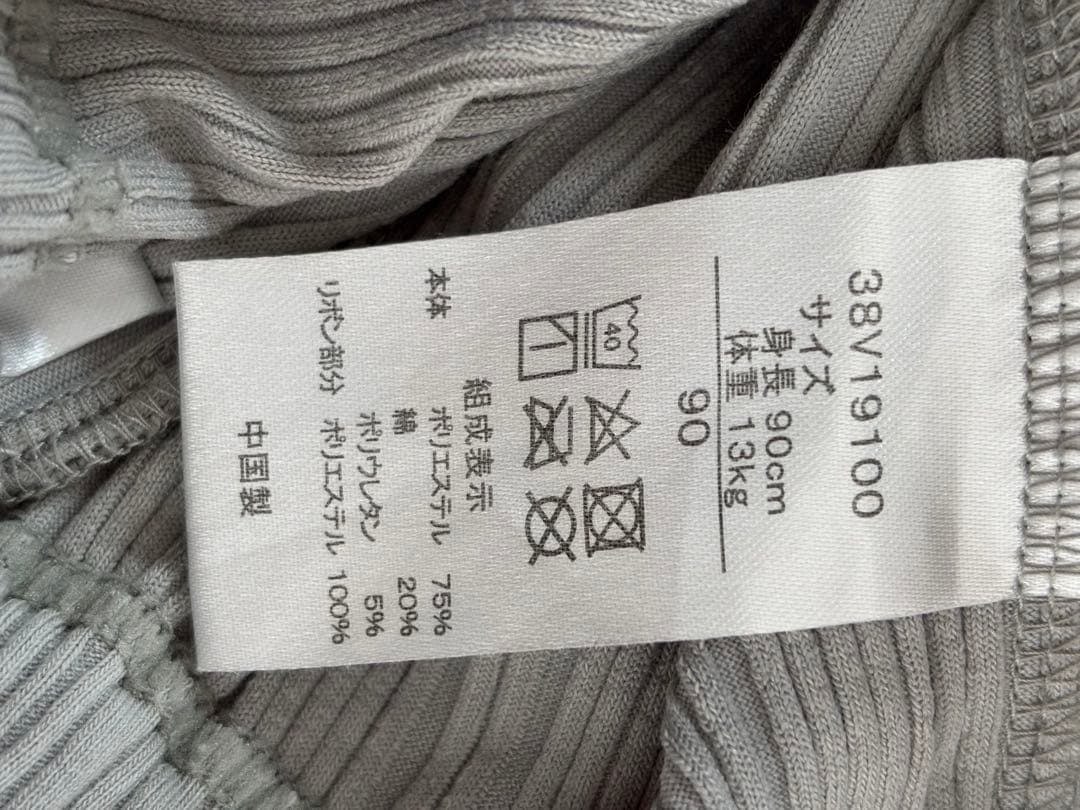 38V19100
サイズ
身長 90cm
体重 13kg
90
40
組成表示
本体 ポリエステル 75%
綿 20%
ポリウレタン 5%
リボン部分 ポリエステル 100%
中国製